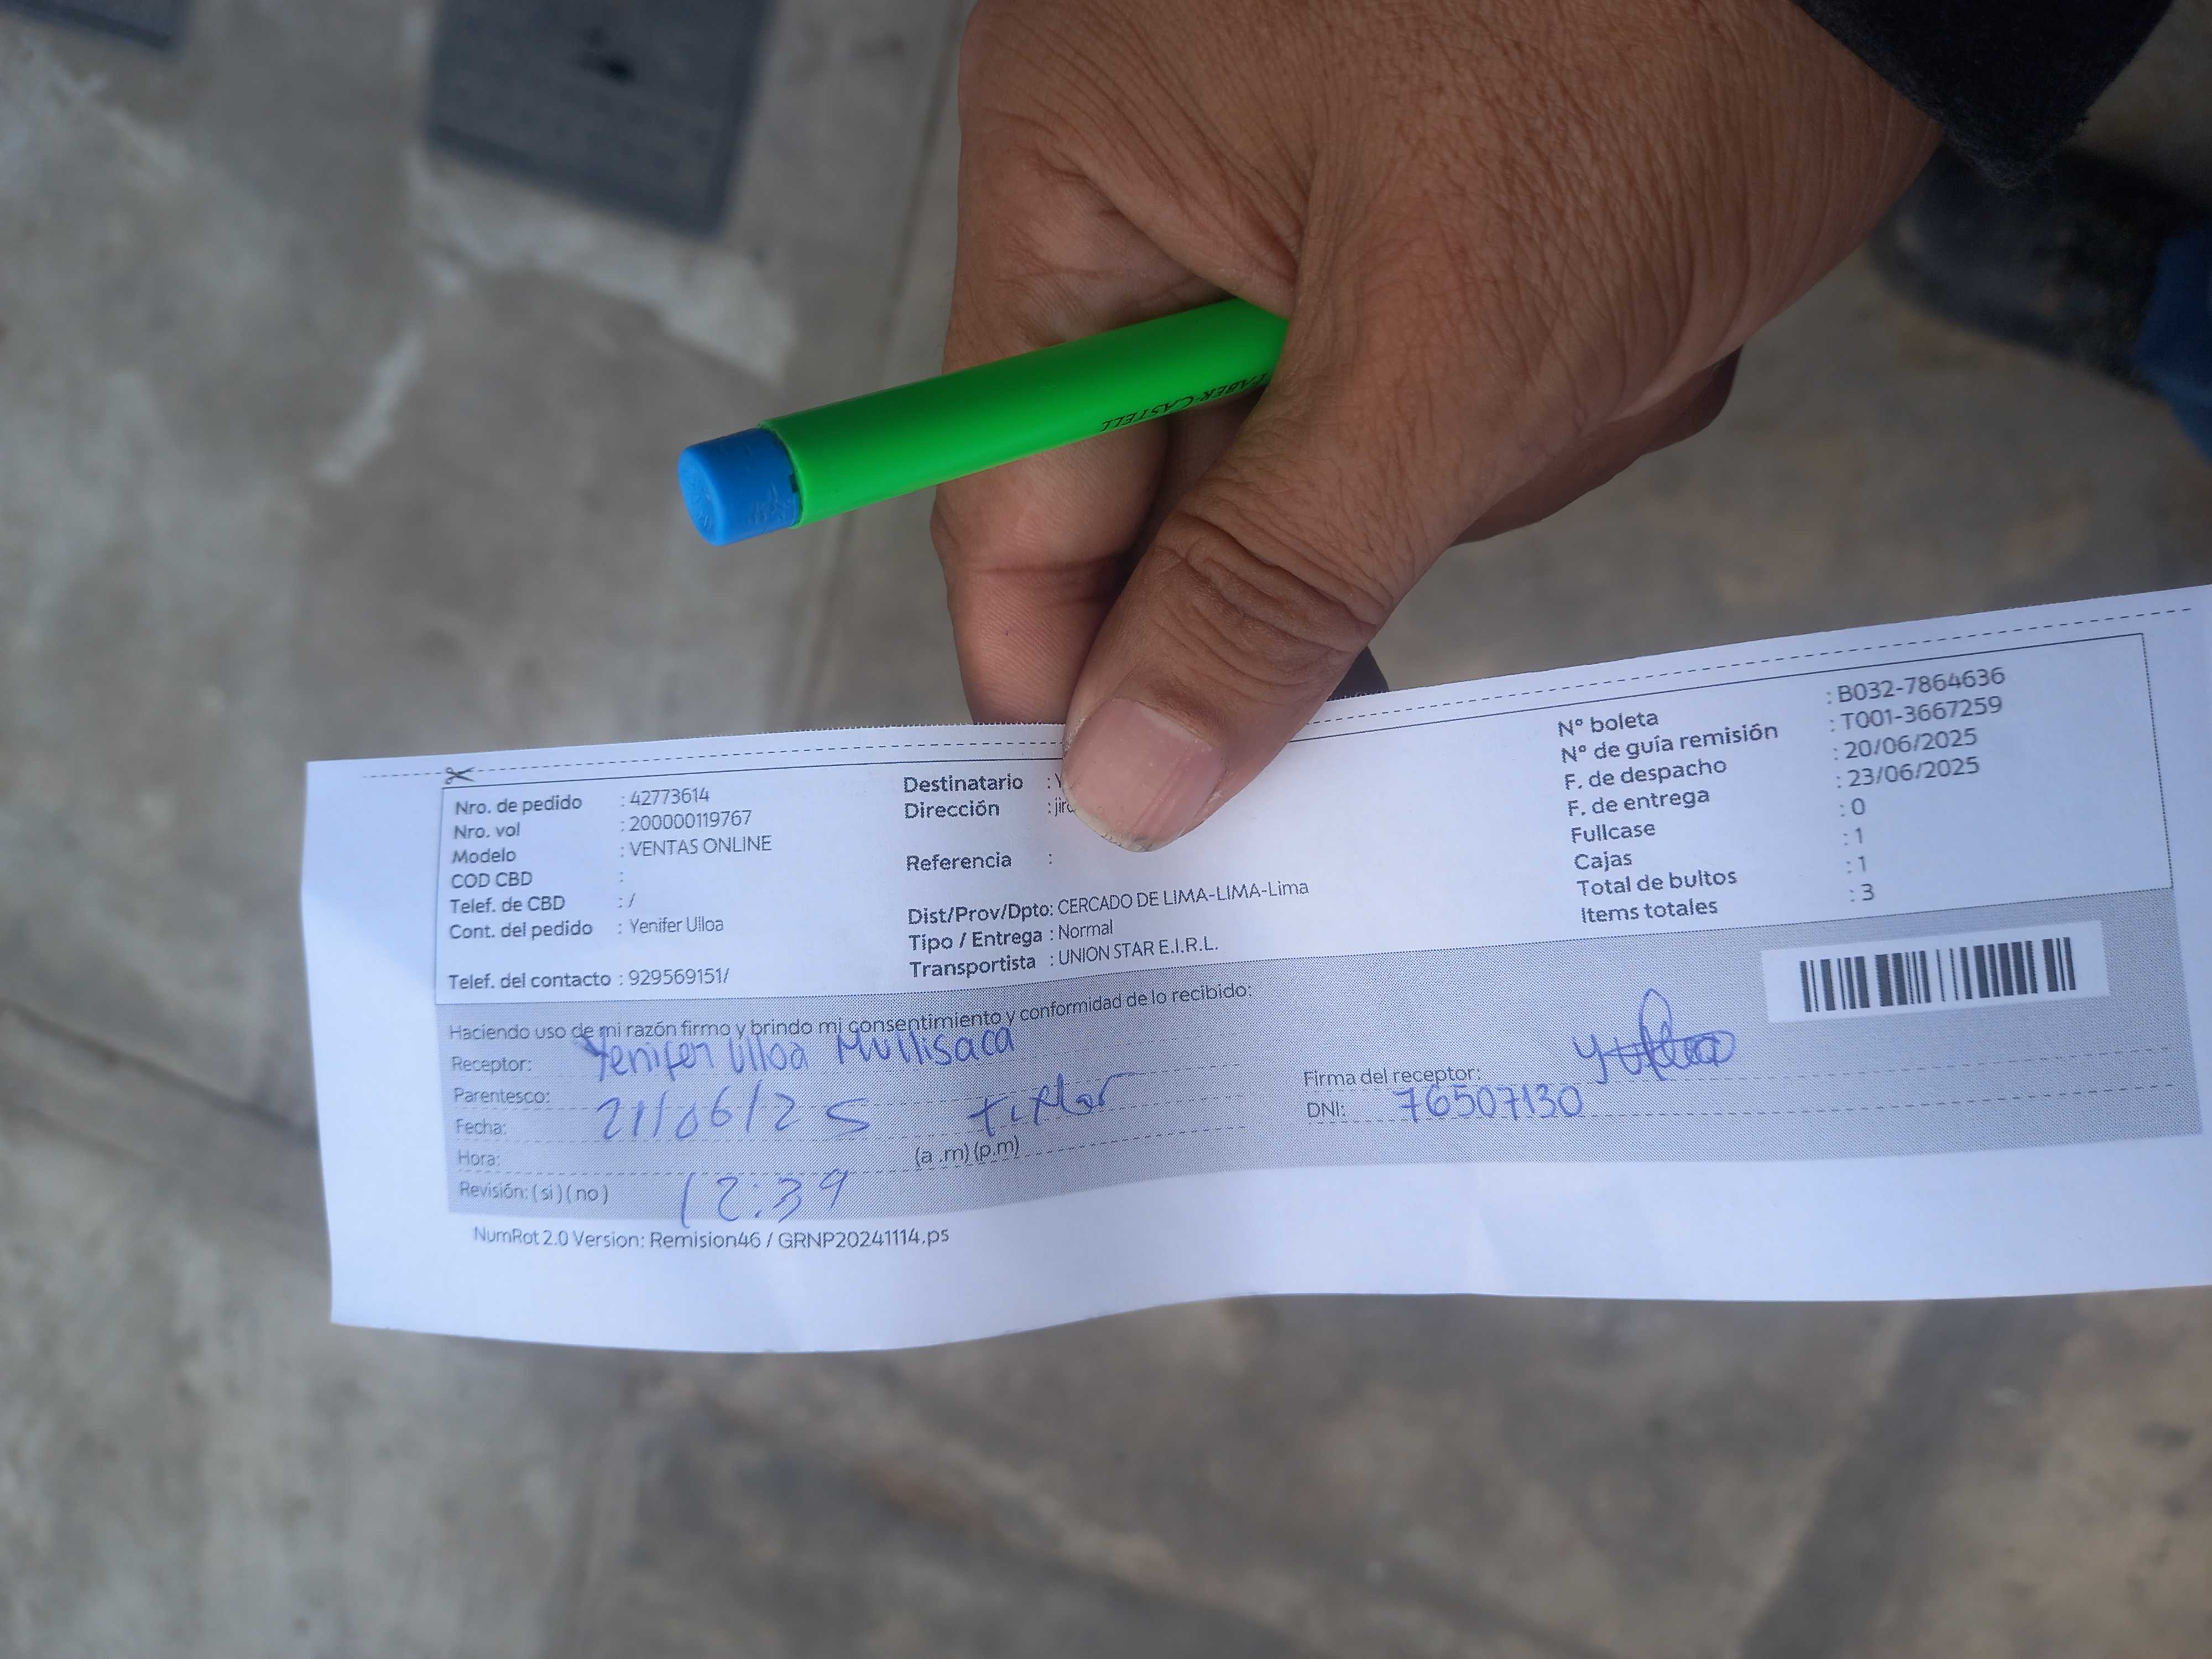 FABER-CASTELL
Nro. de pedido : 42773614
Nro. vol : 200000119767
Modelo : VENTAS ONLINE
COD CBD :
Telef. de CBD : /
Cont. del pedido : Yenifer Ulloa
Telef. del contacto : 929569151/
Destinatario : Y
Dirección :
Referencia :
Dist/Prov/Dpto: CERCADO DE LIMA-LIMA-Lima
Tipo / Entrega : Normal
Transportista : UNION STAR E.I.R.L.
N° boleta : B032-7864636
N° de guía remisión : T001-3667259
F. de despacho : 20/06/2025
F. de entrega : 23/06/2025
Fullcase : 0
Cajas : 1
Total de bultos : 1
Items totales : 3
Haciendo uso de mi razón firmo y brindo mi consentimiento y conformidad de lo recibido:
Receptor: Yenifer Ulloa Mullisaca
Parentesco:
Fecha: 21/06/25 titlar
Hora: (a .m) (p.m)
Revisión: ( si ) ( no ) 12:39
Firma del receptor:
DNI: 76507130
NumRot 2.0 Version: Remision46 / GRNP20241114.ps